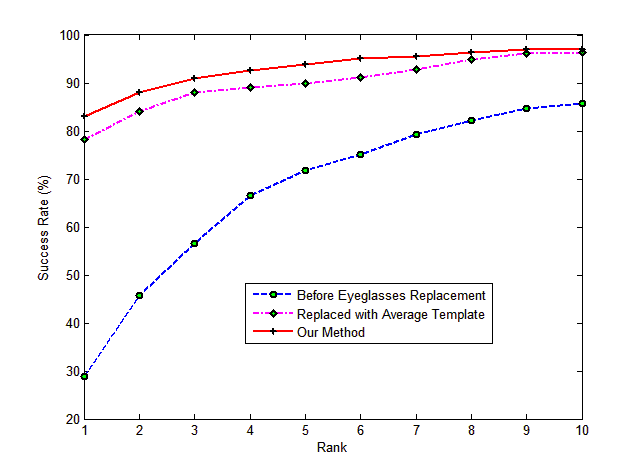 100
90
80
70
60
50
40
30
20
Success Rate (%)
Before Eyeglasses Replacement
Replaced with Average Template
Our Method
1 2 3 4 5 6 7 8 9 10
Rank